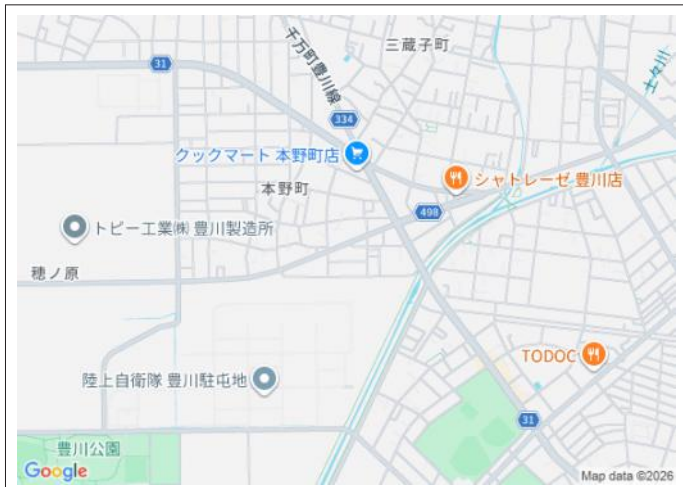 三蔵子町
士々川
31
千万町豊川線
334
クックマート 本野町店
シャトレーゼ 豊川店
本野町
498
トピー工業㈱ 豊川製造所
穂ノ原
TODOC
陸上自衛隊 豊川駐屯地
31
豊川公園
Google
Map data ©2026